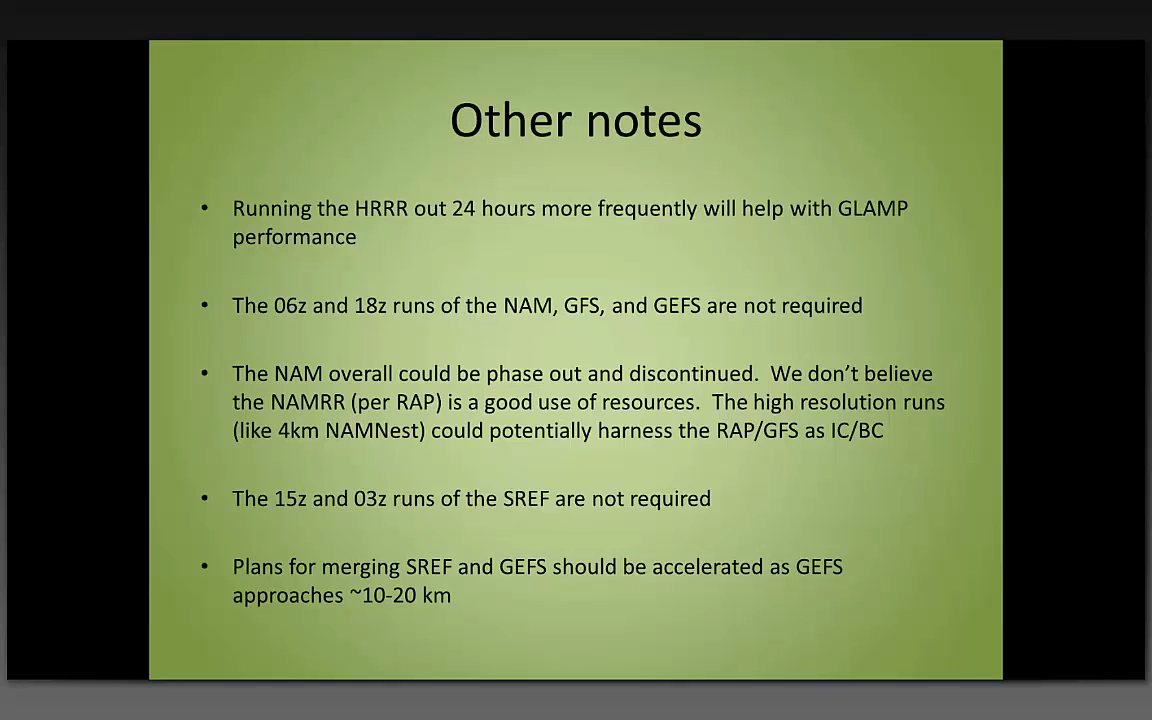 Other notes
• Running the HRRR out 24 hours more frequently will help with GLAMP
performance
• The 06z and 18z runs of the NAM, GFS, and GEFS are not required
• The NAM overall could be phase out and discontinued.  We don’t believe
the NAMRR (per RAP) is a good use of resources.  The high resolution runs
(like 4km NAMNest) could potentially harness the RAP/GFS as IC/BC
• The 15z and 03z runs of the SREF are not required
• Plans for merging SREF and GEFS should be accelerated as GEFS
approaches ~10-20 km